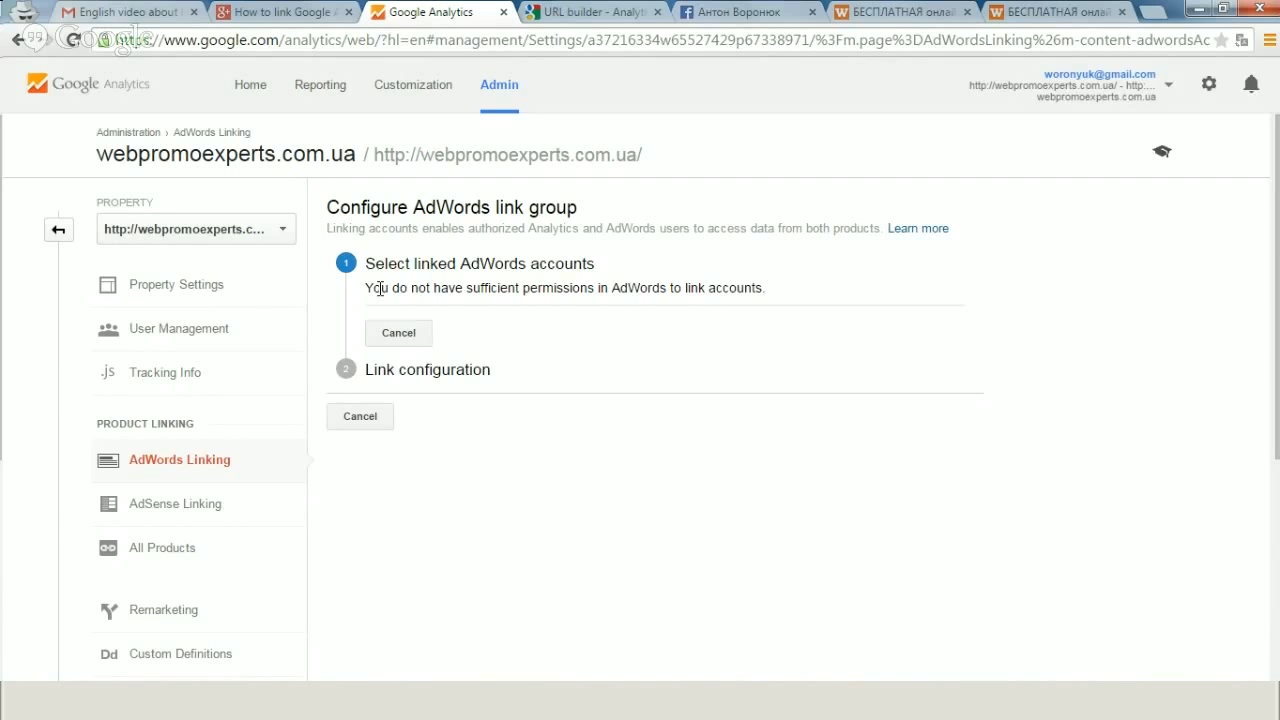 English video about
How to link Google A
Google Analytics
URL builder - Analyti
Антон Воронюк
БЕСПЛАТНАЯ онлай
БЕСПЛАТНАЯ онлай
https://www.google.com/analytics/web/?hl=en#management/Settings/a37216334w65527429p67338971/%3Fm.page%3DAdWordsLinking%26m-content-adwordsAc
Google
Google Analytics
Home
Reporting
Customization
Admin
woronyuk@gmail.com
http://webpromoexperts.com.ua/ - http:...
webpromoexperts.com.ua
Administration › AdWords Linking
webpromoexperts.com.ua / http://webpromoexperts.com.ua/
PROPERTY
http://webpromoexperts.c...
Property Settings
User Management
.js Tracking Info
PRODUCT LINKING
AdWords Linking
AdSense Linking
All Products
Remarketing
Dd Custom Definitions
Configure AdWords link group
Linking accounts enables authorized Analytics and AdWords users to access data from both products. Learn more
1 Select linked AdWords accounts
You do not have sufficient permissions in AdWords to link accounts.
Cancel
2 Link configuration
Cancel